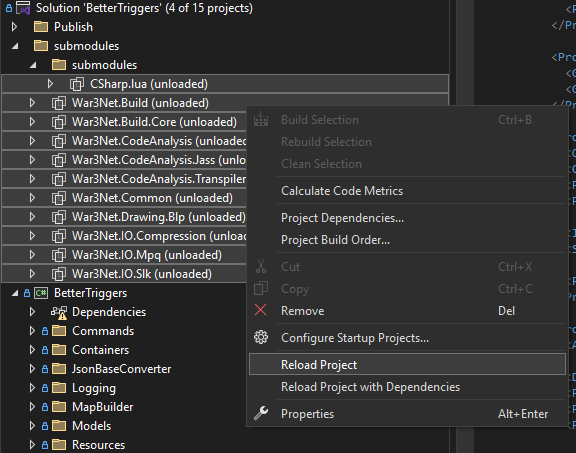 Solution 'BetterTriggers' (4 of 15 projects)
Publish
submodules
submodules
CSharp.lua (unloaded)
War3Net.Build (unloaded)
War3Net.Build.Core (unloaded)
War3Net.CodeAnalysis (unloade
War3Net.CodeAnalysis.Jass (unlo
War3Net.CodeAnalysis.Transpiler
War3Net.Common (unloaded)
War3Net.Drawing.Blp (unloaded)
War3Net.IO.Compression (unloa
War3Net.IO.Mpq (unloaded)
War3Net.IO.Slk (unloaded)
BetterTriggers
Dependencies
Commands
Containers
JsonBaseConverter
Logging
MapBuilder
Models
Resources
Build Selection Ctrl+B
Rebuild Selection
Clean Selection
Calculate Code Metrics
Project Dependencies...
Project Build Order...
Cut Ctrl+X
Copy Ctrl+C
Remove Del
Configure Startup Projects...
Reload Project
Reload Project with Dependencies
Properties Alt+Enter